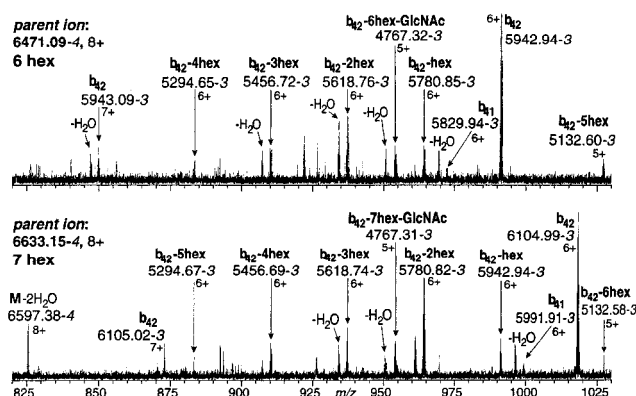 parent ion:
6471.09-4, 8+
6 hex
b42
5943.09-3
7+
-H2O
b42-4hex
5294.65-3
6+
b42-3hex
5456.72-3
6+
-H2O
b42-2hex
5618.76-3
6+
-H2O
b42-6hex-GlcNAc
4767.32-3
5+
-H2O
b42-hex
5780.85-3
6+
-H2O
b41
5829.94-3
6+
6+
b42
5942.94-3
b42-5hex
5132.60-3
5+
parent ion:
6633.15-4, 8+
7 hex
M-2H2O
6597.38-4
8+
b42
6105.02-3
7+
b42-5hex
5294.67-3
6+
b42-4hex
5456.69-3
6+
b42-3hex
5618.74-3
6+
-H2O
b42-7hex-GlcNAc
4767.31-3
5+
-H2O
b42-2hex
5780.82-3
6+
b42-hex
5942.94-3
6+
b41
5991.91-3
6+
-H2O
b42
6104.99-3
6+
b42-6hex
5132.58-3
5+
825 850 875 900 925 m/z 950 975 1000 1025